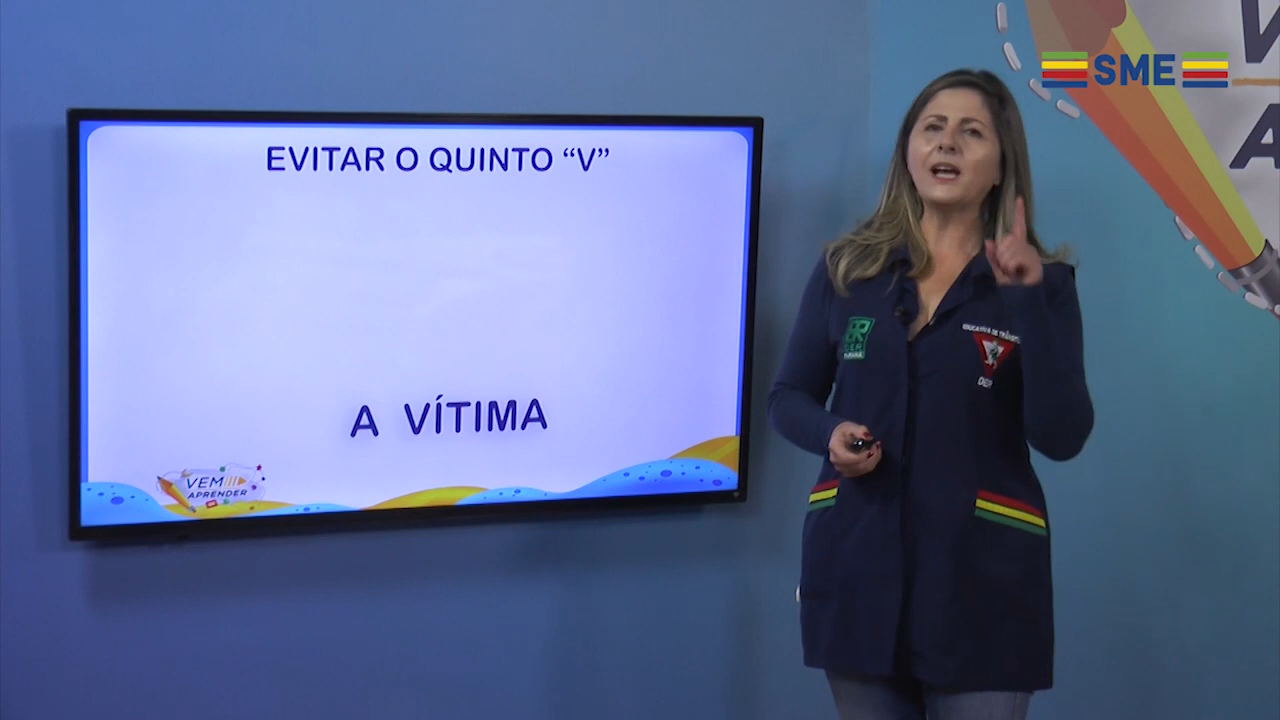 SME
EVITAR O QUINTO “V”
A VÍTIMA
VEM
APRENDER
DER